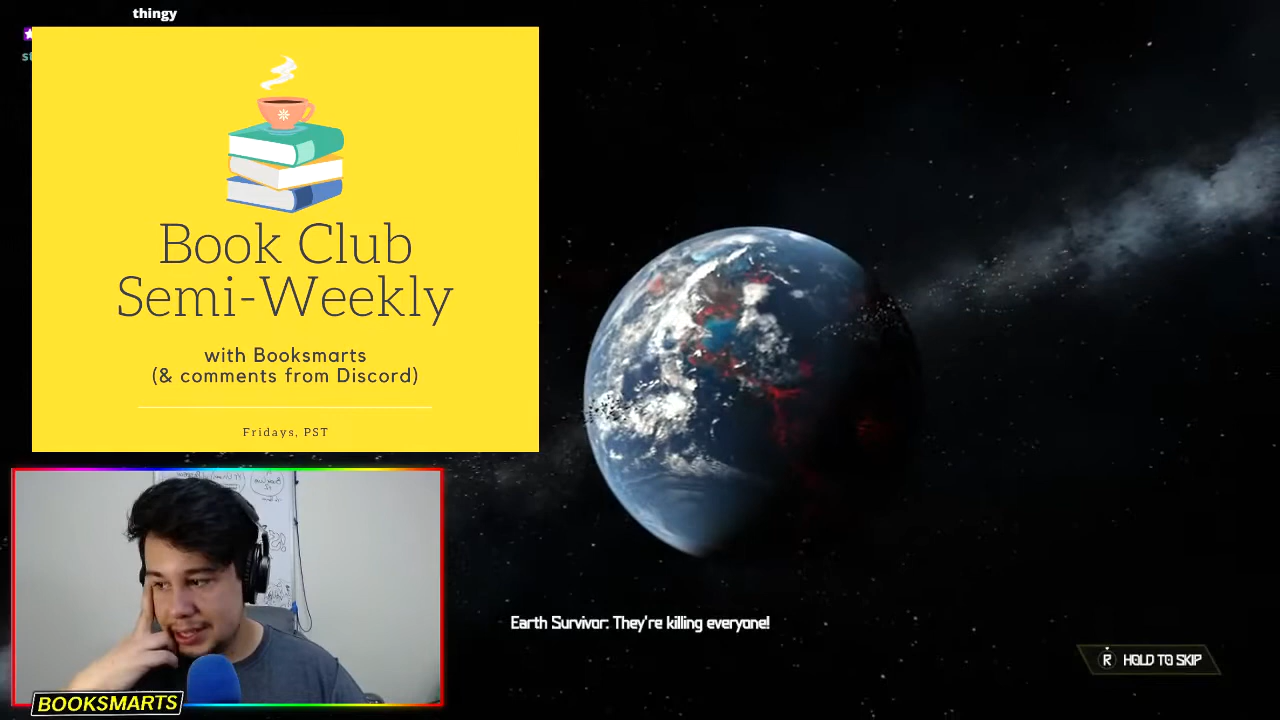 thingy
st
Book Club
Semi-Weekly
with Booksmarts
(& comments from Discord)
Fridays, PST
Earth Survivor: They're killing everyone!
R HOLD TO SKIP
BOOKSMARTS